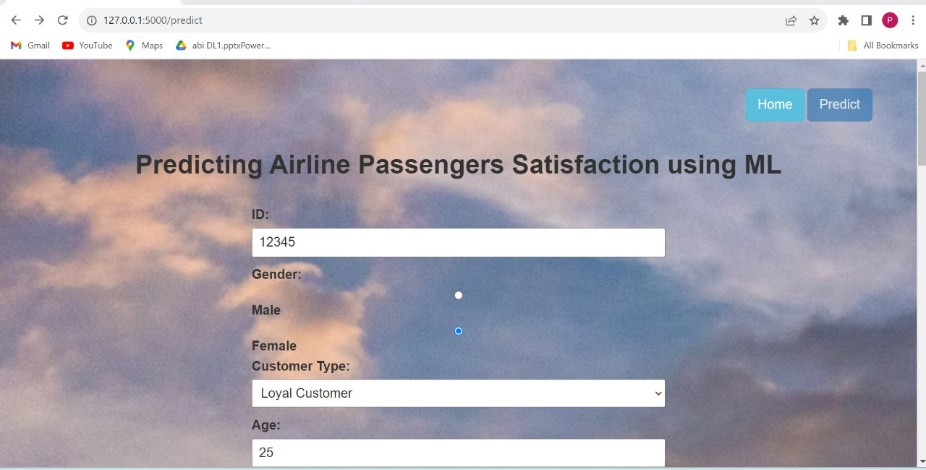 127.0.0.1:5000/predict
P
Gmail YouTube Maps abi DL1.pptxPower... All Bookmarks
Home Predict
Predicting Airline Passengers Satisfaction using ML
ID:
12345
Gender:
Male
Female
Customer Type:
Loyal Customer
Age:
25